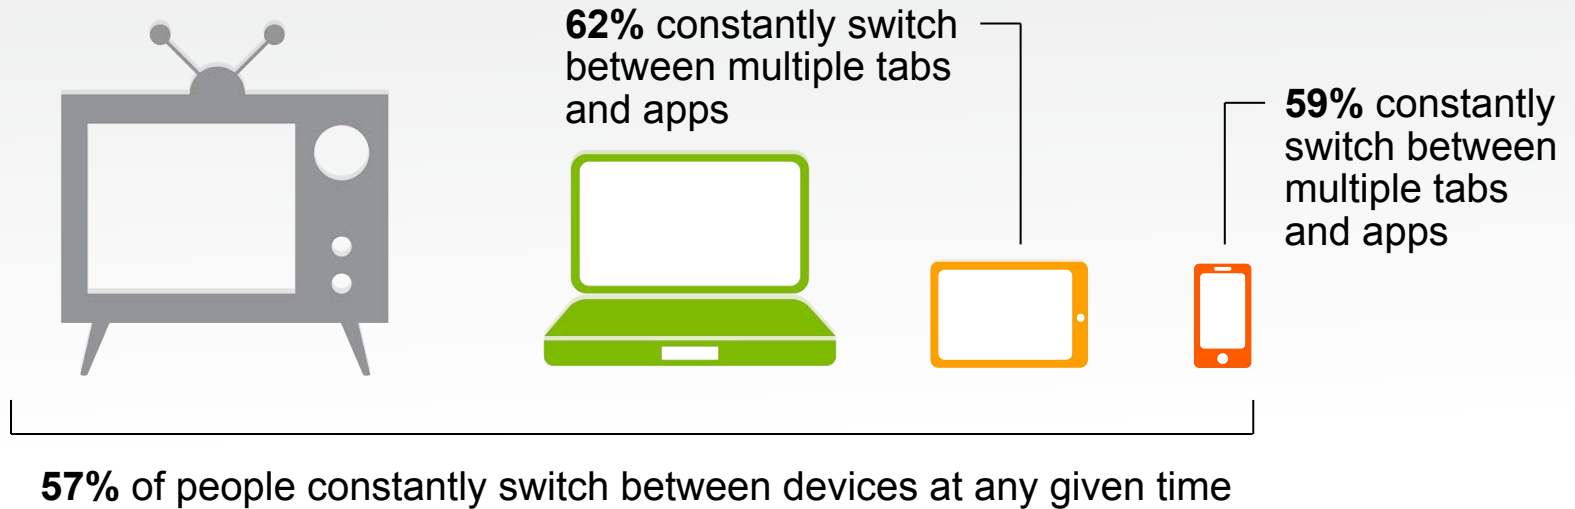 62% constantly switch
between multiple tabs
and apps
59% constantly
switch between
multiple tabs
and apps
57% of people constantly switch between devices at any given time